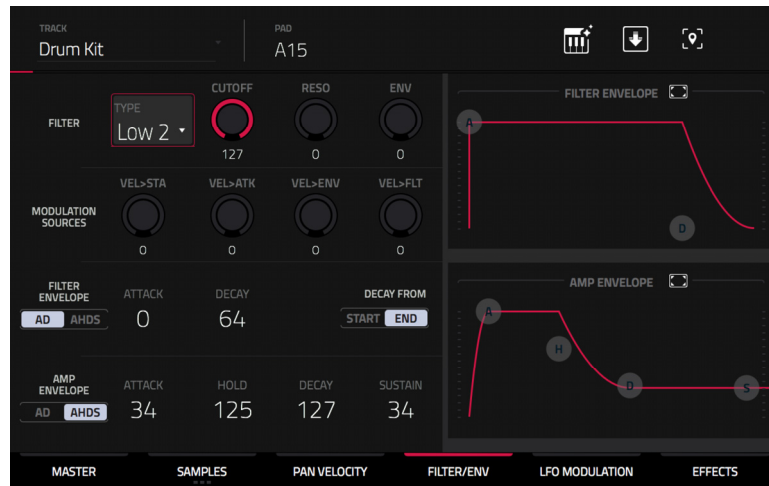 TRACK
Drum Kit
PAD
A15
FILTER
TYPE
Low 2
CUTOFF
127
RESO
0
ENV
0
MODULATION
SOURCES
VEL>STA
0
VEL>ATK
0
VEL>ENV
0
VEL>FLT
0
FILTER
ENVELOPE
AD AHDS
ATTACK
0
DECAY
64
DECAY FROM
START END
AMP
ENVELOPE
AD AHDS
ATTACK
34
HOLD
125
DECAY
127
SUSTAIN
34
FILTER ENVELOPE
A
D
AMP ENVELOPE
A
H
D
S
MASTER SAMPLES PAN VELOCITY FILTER/ENV LFO MODULATION EFFECTS